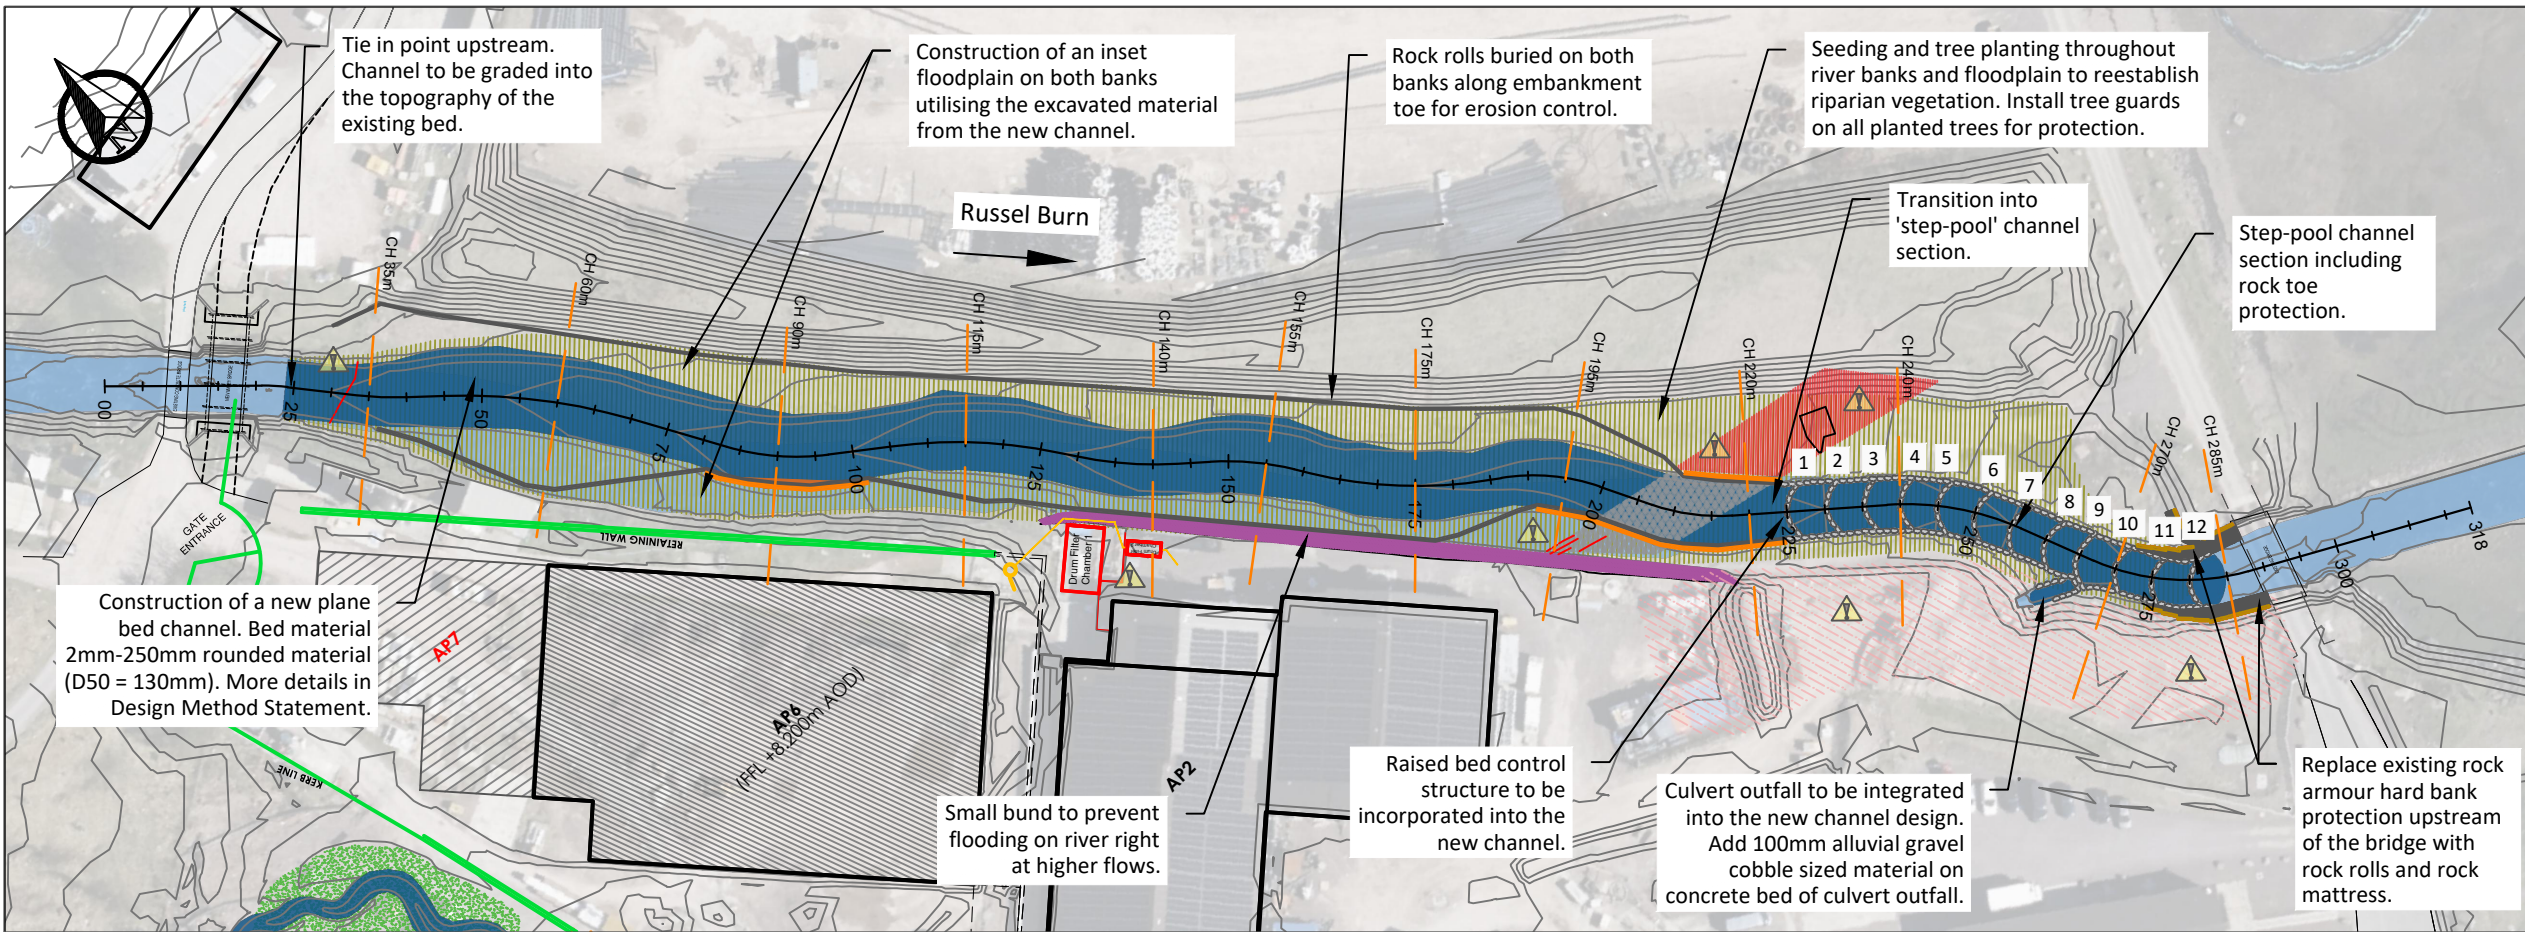 Tie in point upstream.
Channel to be graded into
the topography of the
existing bed.
Construction of an inset
floodplain on both banks
utilising the excavated material
from the new channel.
Rock rolls buried on both
banks along embankment
toe for erosion control.
Seeding and tree planting throughout
river banks and floodplain to reestablish
riparian vegetation. Install tree guards
on all planted trees for protection.
Russel Burn
Transition into
'step-pool' channel
section.
Step-pool channel
section including
rock toe
protection.
CH 35m
CH 60m
CH 90m
CH 115m
CH 140m
CH 155m
CH 175m
CH 195m
CH 220m
CH 240m
CH 270m
CH 285m
00
25
50
75
100
125
150
175
200
225
250
275
300
318
1
2
3
4
5
6
7
8
9
10
11
12
GATE
ENTRANCE
RETAINING WALL
Drum Filter
Chamber1
Construction of a new plane
bed channel. Bed material
2mm-250mm rounded material
(D50 = 130mm). More details in
Design Method Statement.
AP7
AP6
(FFL +8.200m AOD)
AP2
KERB LINE
Small bund to prevent
flooding on river right
at higher flows.
Raised bed control
structure to be
incorporated into the
new channel.
Culvert outfall to be integrated
into the new channel design.
Add 100mm alluvial gravel
cobble sized material on
concrete bed of culvert outfall.
Replace existing rock
armour hard bank
protection upstream
of the bridge with
rock rolls and rock
mattress.